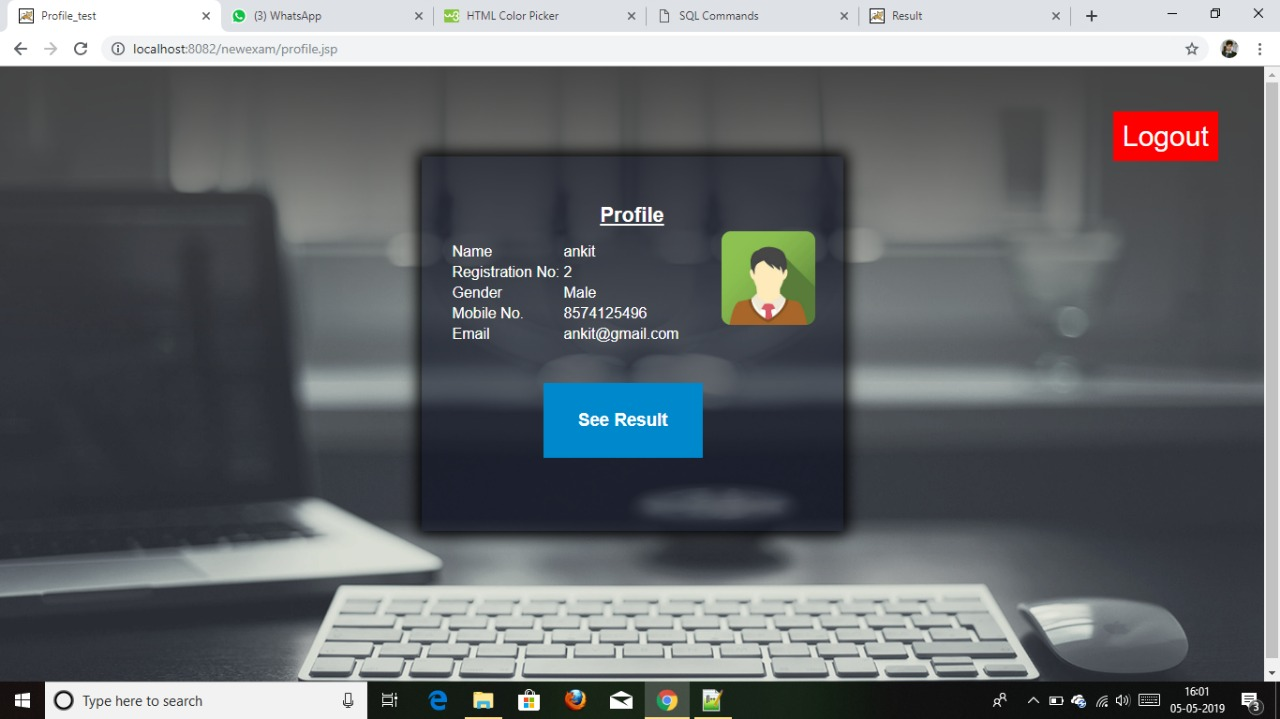 Profile_test
(3) WhatsApp
HTML Color Picker
SQL Commands
Result
localhost:8082/newexam/profile.jsp
Logout
Profile
Name ankit
Registration No: 2
Gender Male
Mobile No. 8574125496
Email ankit@gmail.com
See Result
Type here to search
16:01
05-05-2019
3